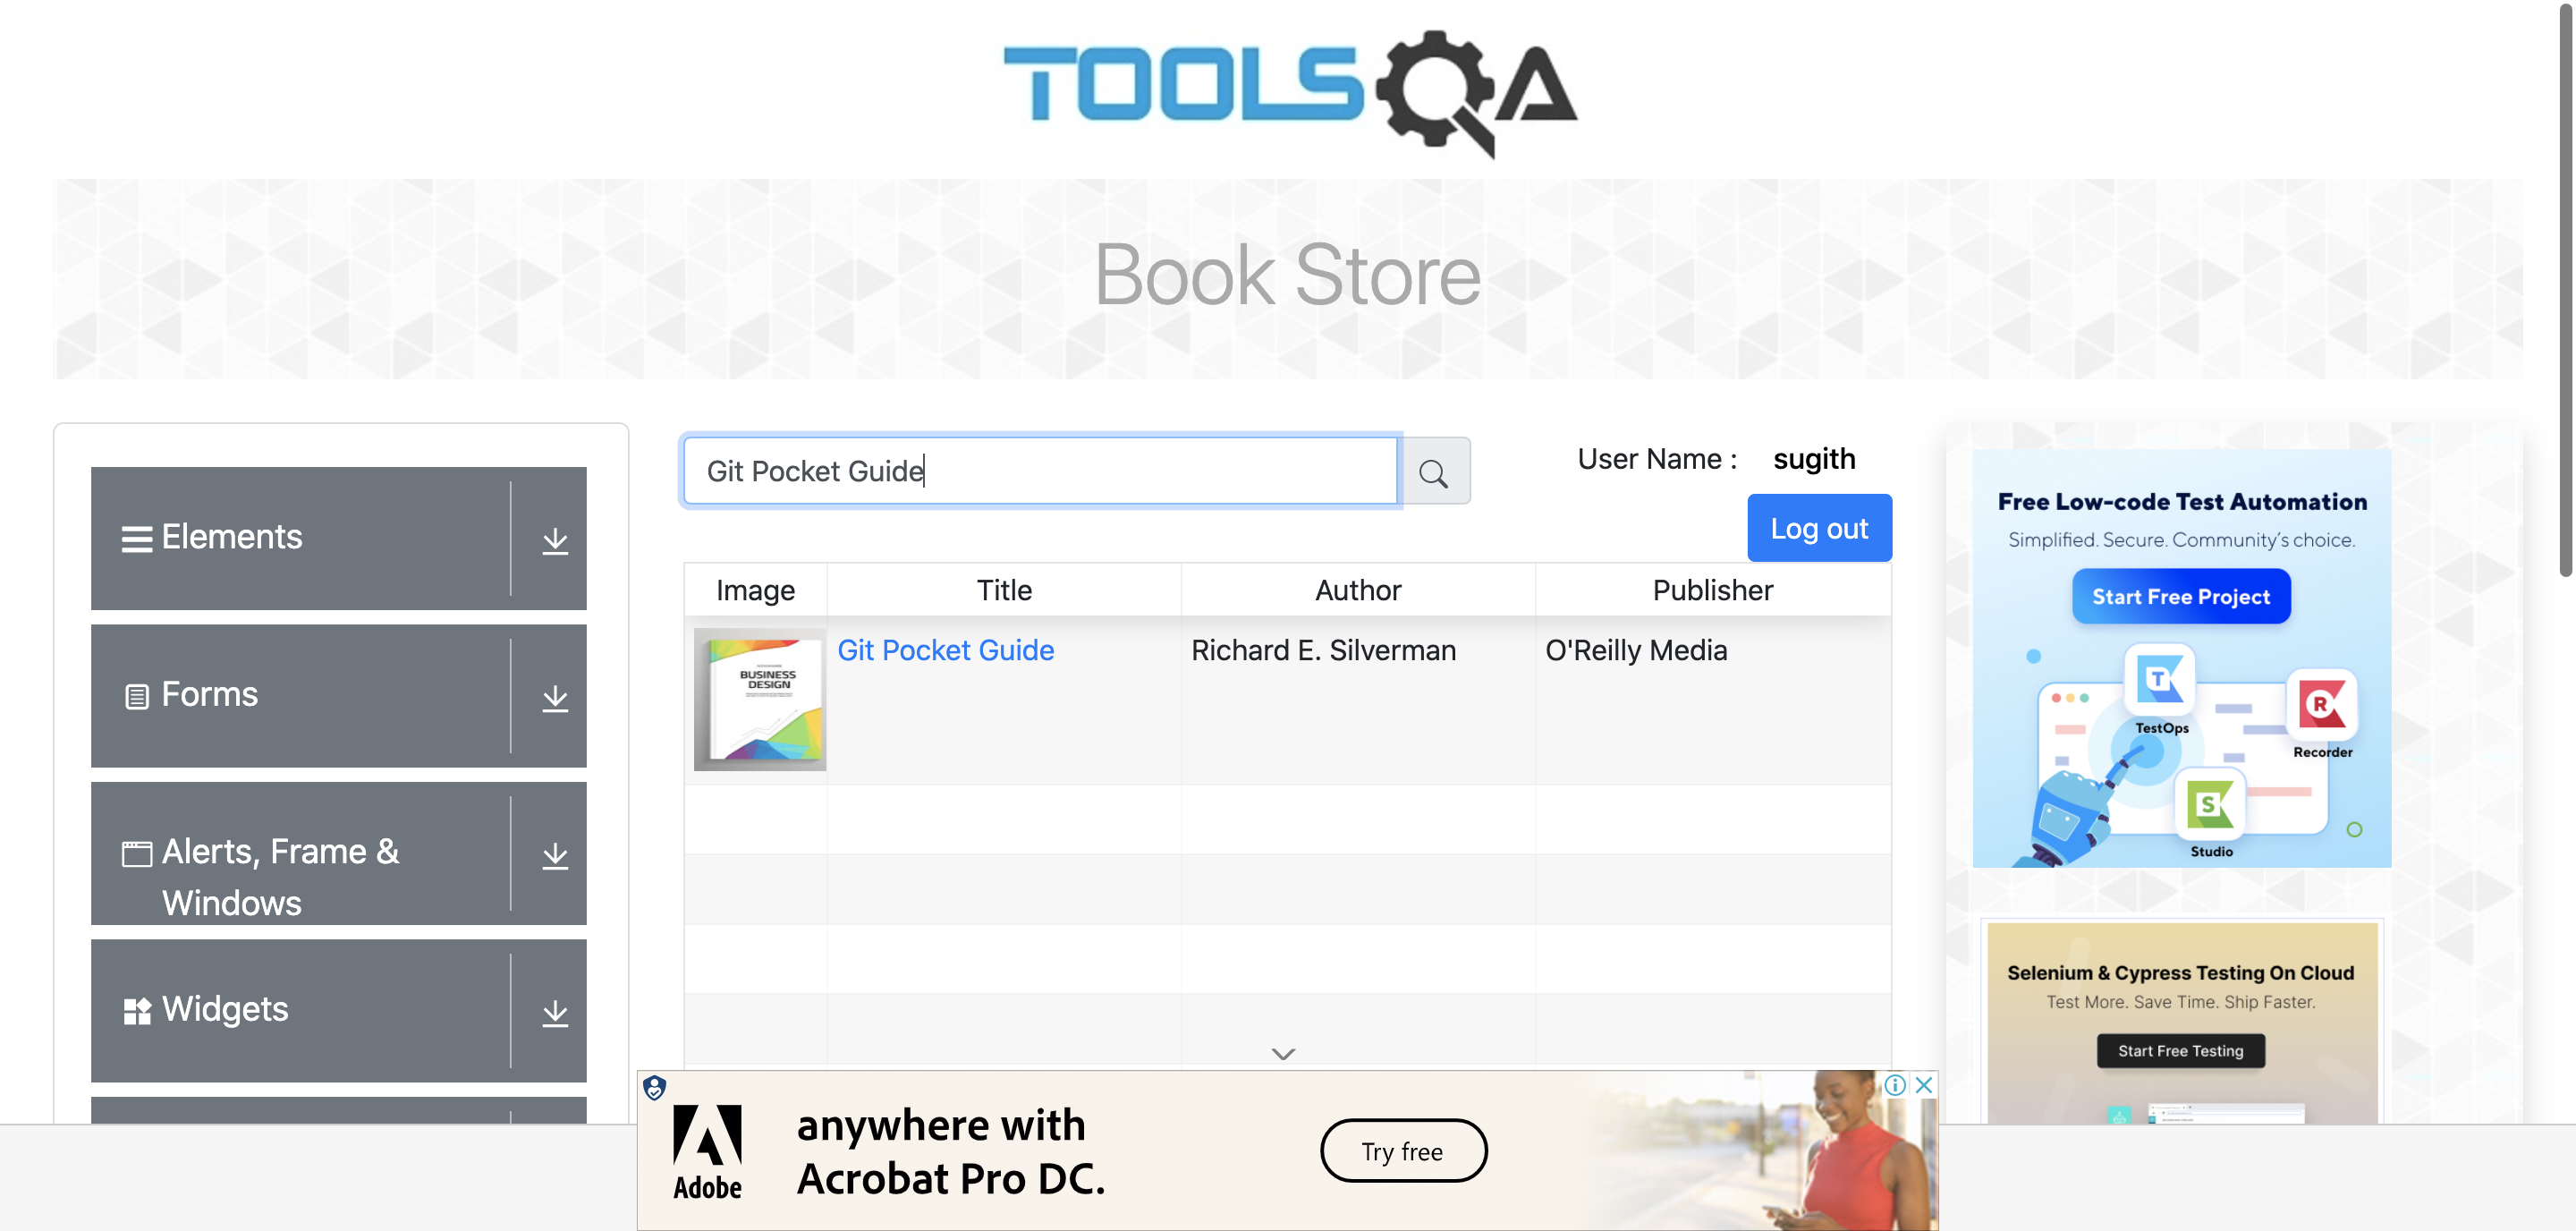 TOOLSQA
Book Store
Elements
Forms
Alerts, Frame &
Windows
Widgets
Git Pocket Guide
User Name : sugith
Log out
Image Title Author Publisher
BUSINESS
DESIGN
Git Pocket Guide Richard E. Silverman O'Reilly Media
Free Low-code Test Automation
Simplified. Secure. Community's choice.
Start Free Project
T
TestOps
R
Recorder
S
Studio
Selenium & Cypress Testing On Cloud
Test More. Save Time. Ship Faster.
Start Free Testing
Adobe
anywhere with
Acrobat Pro DC.
Try free